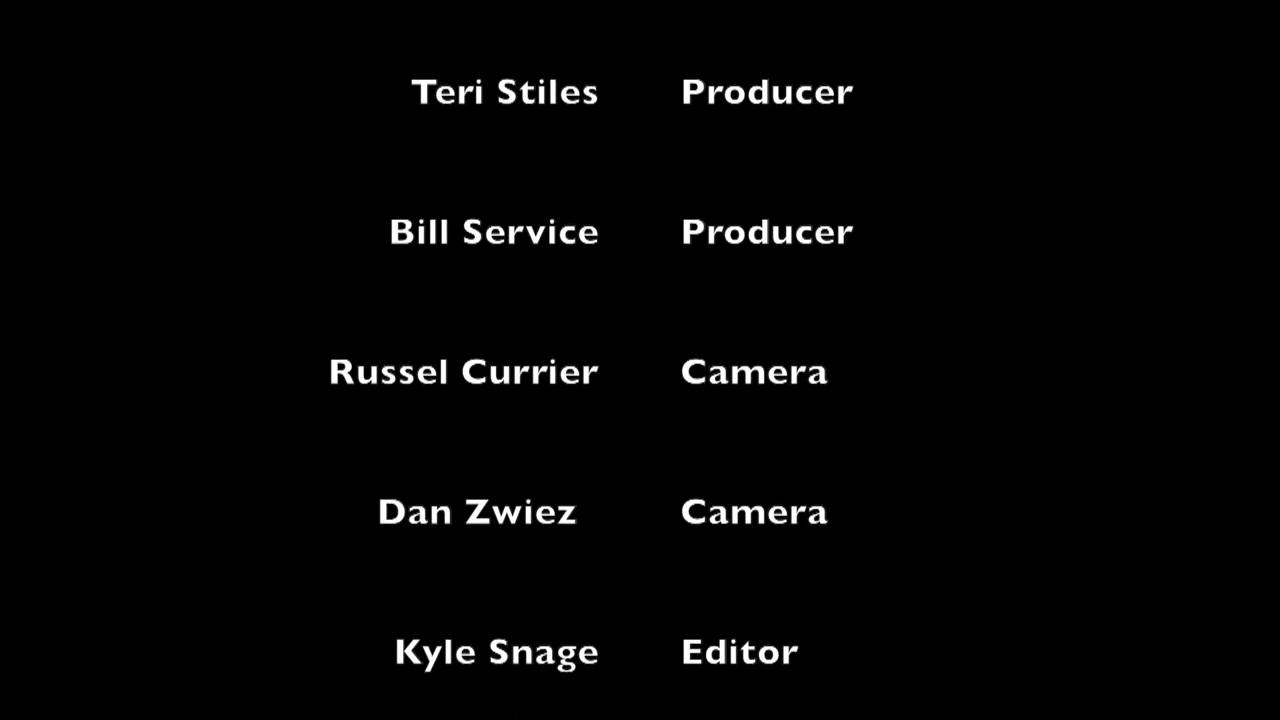 Teri Stiles Producer
Bill Service Producer
Russel Currier Camera
Dan Zwiez Camera
Kyle Snage Editor